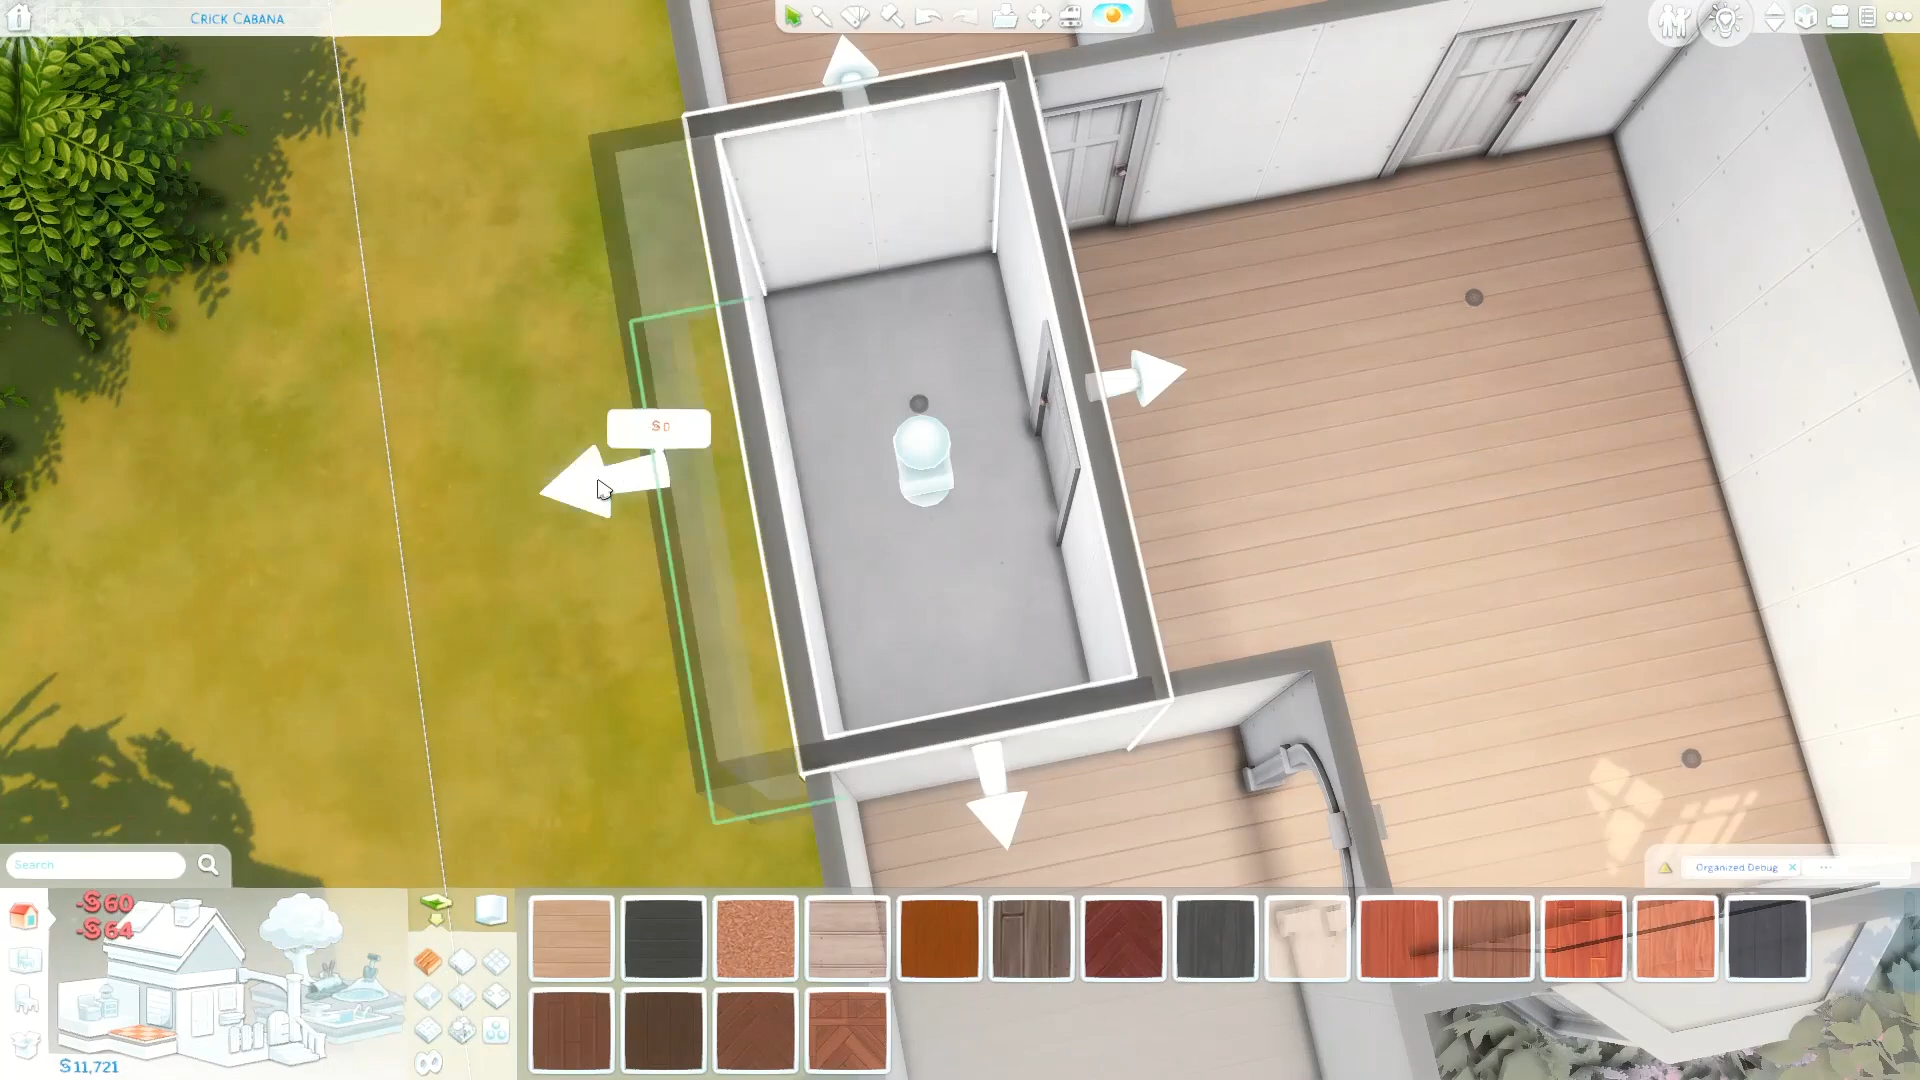 CRICK CABANA
-$0
Search
Organized Debug
-$60
-$64
$11,721